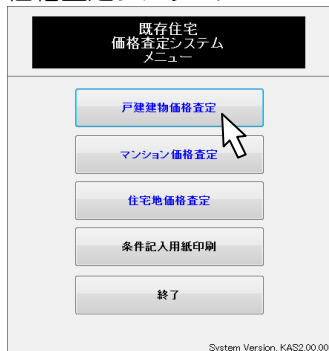 既存住宅
価格査定システム
メニュー
戸建建物価格査定
マンション価格査定
住宅地価格査定
条件記入用紙印刷
終了
System Version. KAS2.00.00